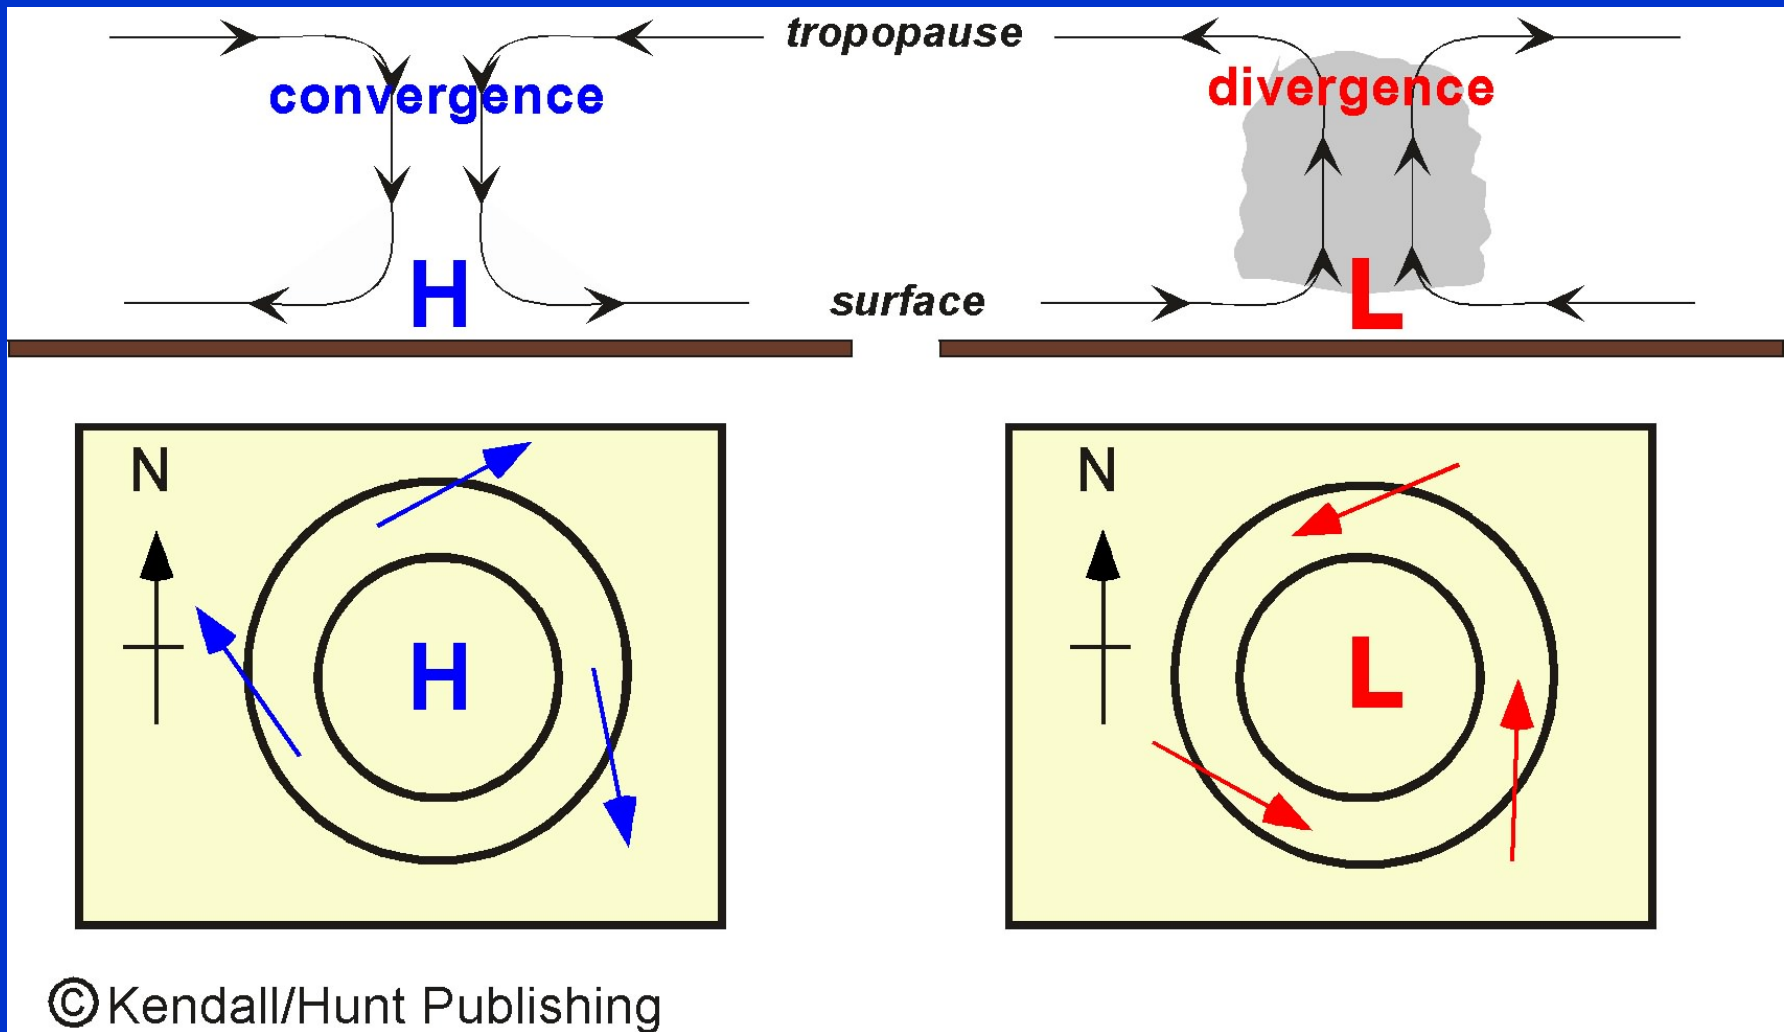 tropopause
convergence
divergence
H
surface
L
N
N
H
L
© Kendall/Hunt Publishing